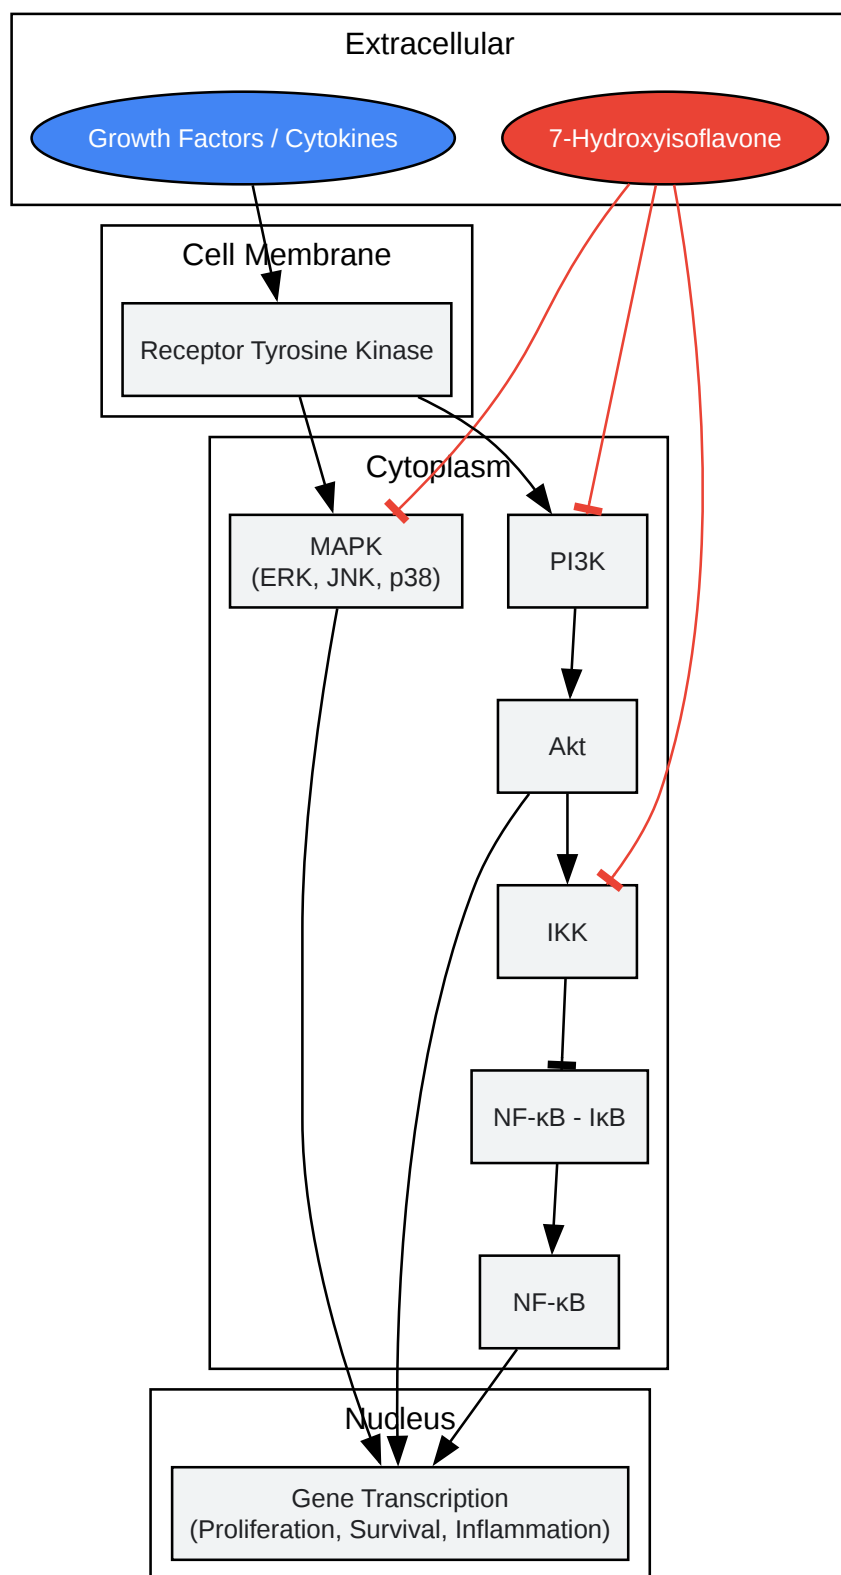 Extracellular
Growth Factors / Cytokines
7-Hydroxyisoflavone
Cell Membrane
Receptor Tyrosine Kinase
Cytoplasm
MAPK
(ERK, JNK, p38)
PI3K
Akt
IKK
NF-κB - IκB
NF-κB
Nucleus
Gene Transcription
(Proliferation, Survival, Inflammation)